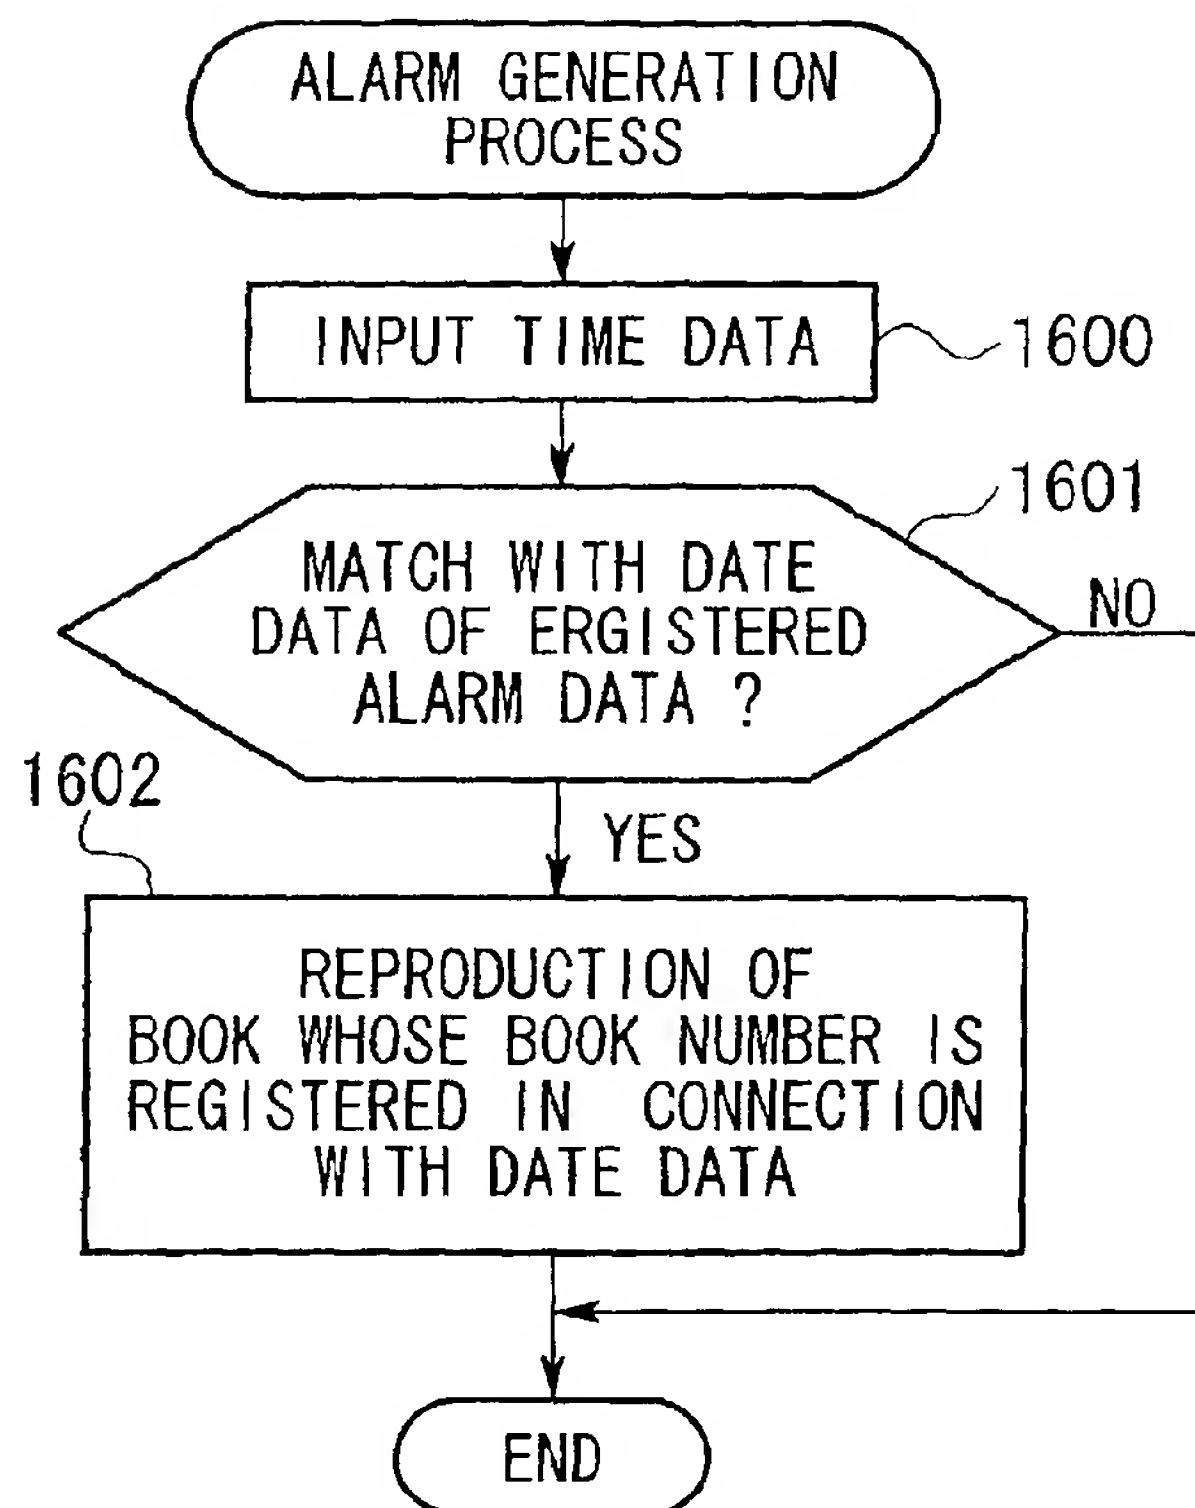 ALARM GENERATION
PROCESS
INPUT TIME DATA
1600
1601
MATCH WITH DATE
DATA OF ERGISTERED
ALARM DATA ?
NO
1602
YES
REPRODUCTION OF
BOOK WHOSE BOOK NUMBER IS
REGISTERED IN CONNECTION
WITH DATE DATA
END